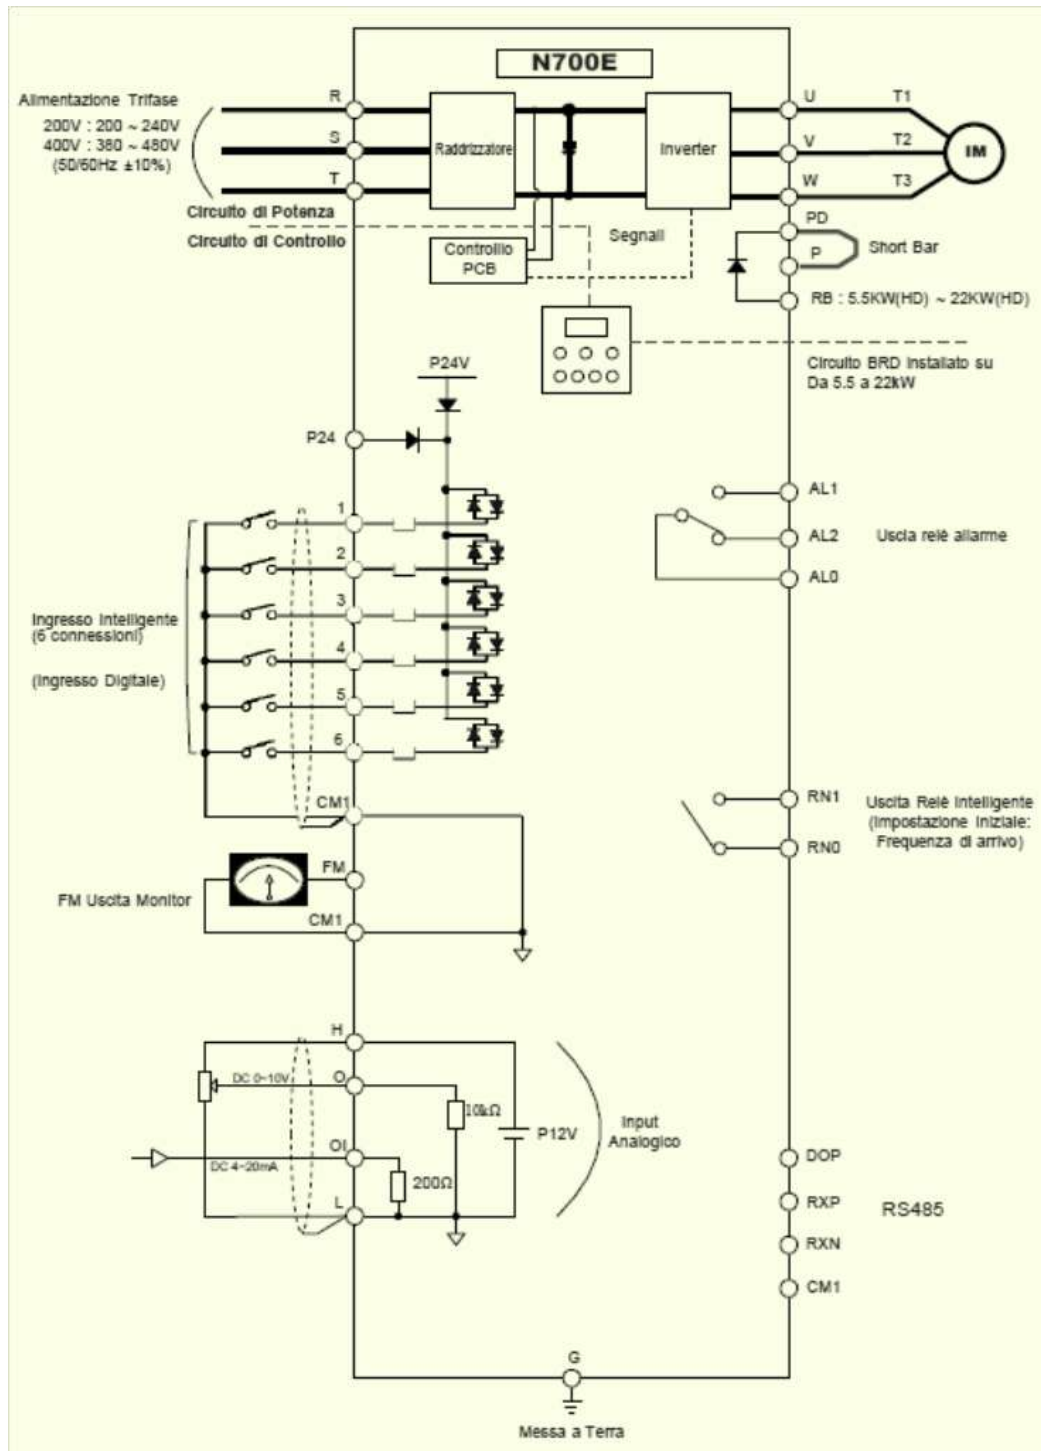 N700E
Alimentazione Trifase
200V : 200 ~ 240V
400V : 380 ~ 480V
(50/60Hz ±10%)
R
S
T
Raddrizzatore
Inverter
U
V
W
T1
T2
T3
IM
Circuito di Potenza
Circuito di Controllo
Controllo
PCB
Segnali
PD
P
Short Bar
RB : 5.5KW(HD) ~ 22KW(HD)
Circuito BRD Installato su
Da 5.5 a 22kW
P24V
P24
1
2
3
4
5
6
Ingresso Intelligente
(6 connessioni)
(Ingresso Digitale)
CM1
AL1
AL2
AL0
Uscia relè allarme
RN1
RN0
Uscita Relè Intelligente
(Impostazione Iniziale:
Frequenza di arrivo)
FM
FM Uscita Monitor
CM1
H
DC 0~10V
O
10kΩ
P12V
Input
Analogico
OI
DC 4~20mA
200Ω
L
DOP
RXP
RXN
CM1
RS485
G
Messa a Terra